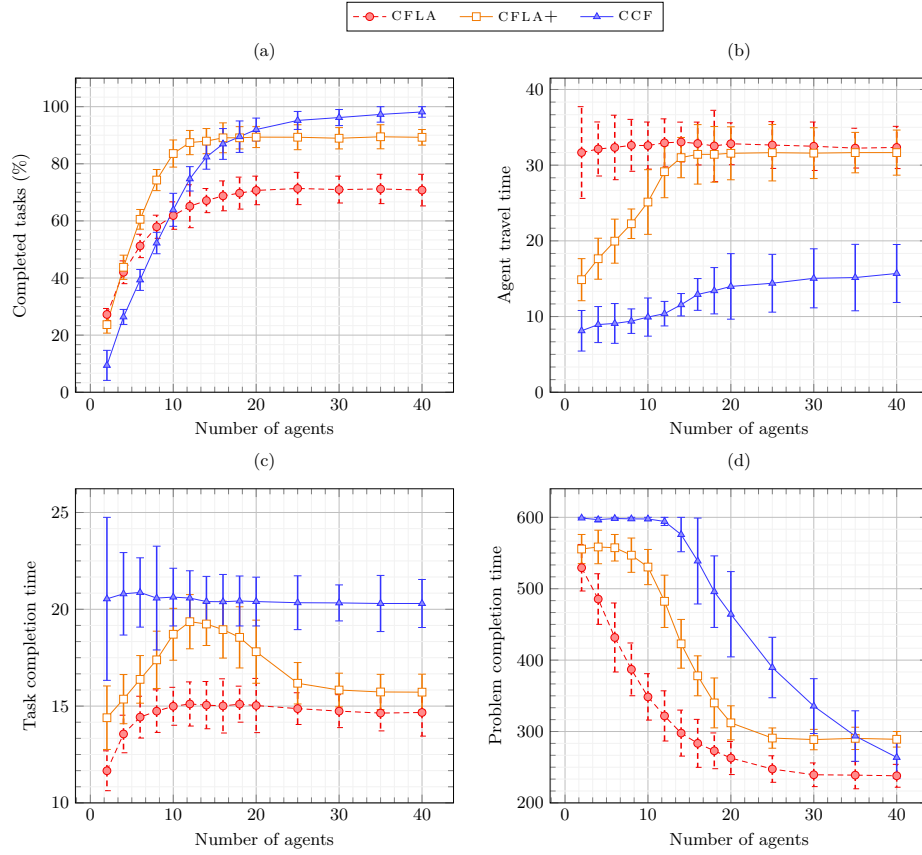 CFLA CFLA+ CCF
(a)
100
80
60
40
20
0
0 10 20 30 40
Completed tasks (%)
Number of agents
(b)
40
30
20
10
0
0 10 20 30 40
Agent travel time
Number of agents
(c)
25
20
15
10
0 10 20 30 40
Task completion time
Number of agents
(d)
600
500
400
300
200
0 10 20 30 40
Problem completion time
Number of agents